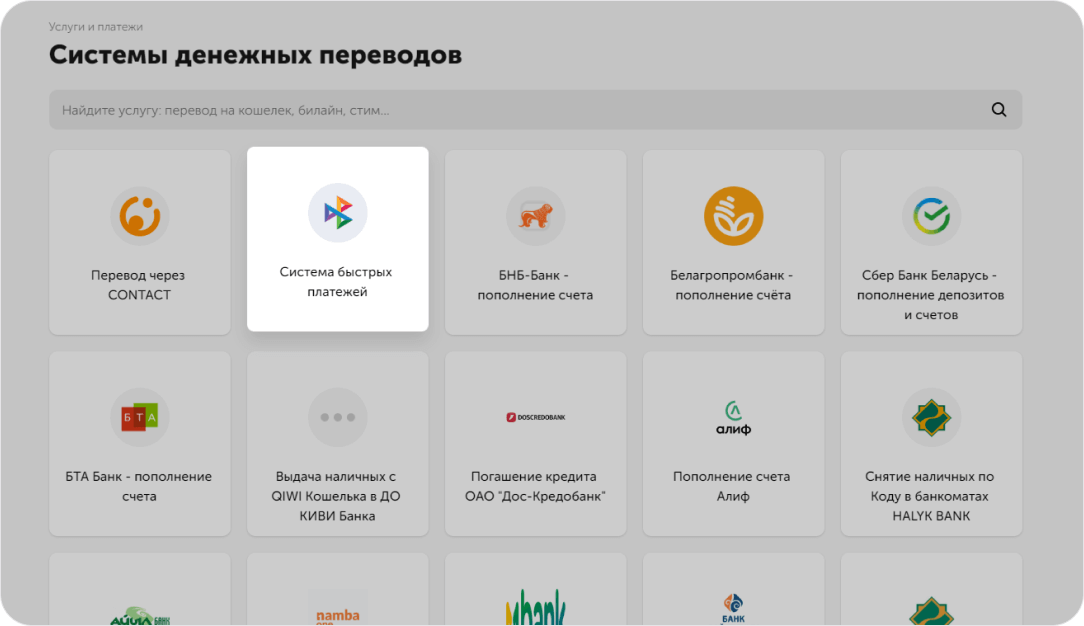 Услуги и платежи
Системы денежных переводов
Найдите услугу: перевод на кошелек, билайн, стим...
Перевод через
CONTACT
Система быстрых
платежей
БНБ-Банк -
пополнение счета
Белагропромбанк -
пополнение счёта
Сбер Банк Беларусь -
пополнение депозитов
и счетов
БТА
DOSCREDOBANK
алиф
БТА Банк - пополнение
счета
Выдача наличных с
QIWI Кошелька в ДО
КИВИ Банка
Погашение кредита
ОАО "Дос-Кредобанк"
Пополнение счета
Алиф
Снятие наличных по
Коду в банкоматах
HALYK BANK
АЙЫЛ БАНК
namba
one
bank
БАНК